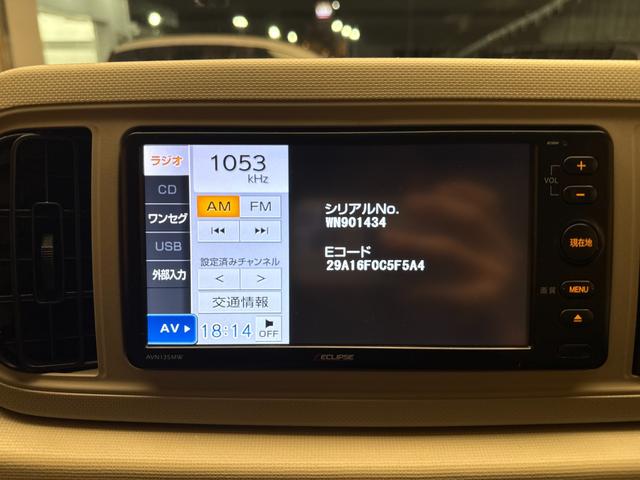 ラジオ
1053
kHz
CD
AM
FM
ワンセグ
USB
外部入力
設定済みチャンネル
<
>
交通情報
AV
18:14
OFF
シリアルNo.
WN901434
Eコード
29A16F0C5F5A4
VOL
+
-
現在地
画質
MENU
AVN135MW
ECLIPSE